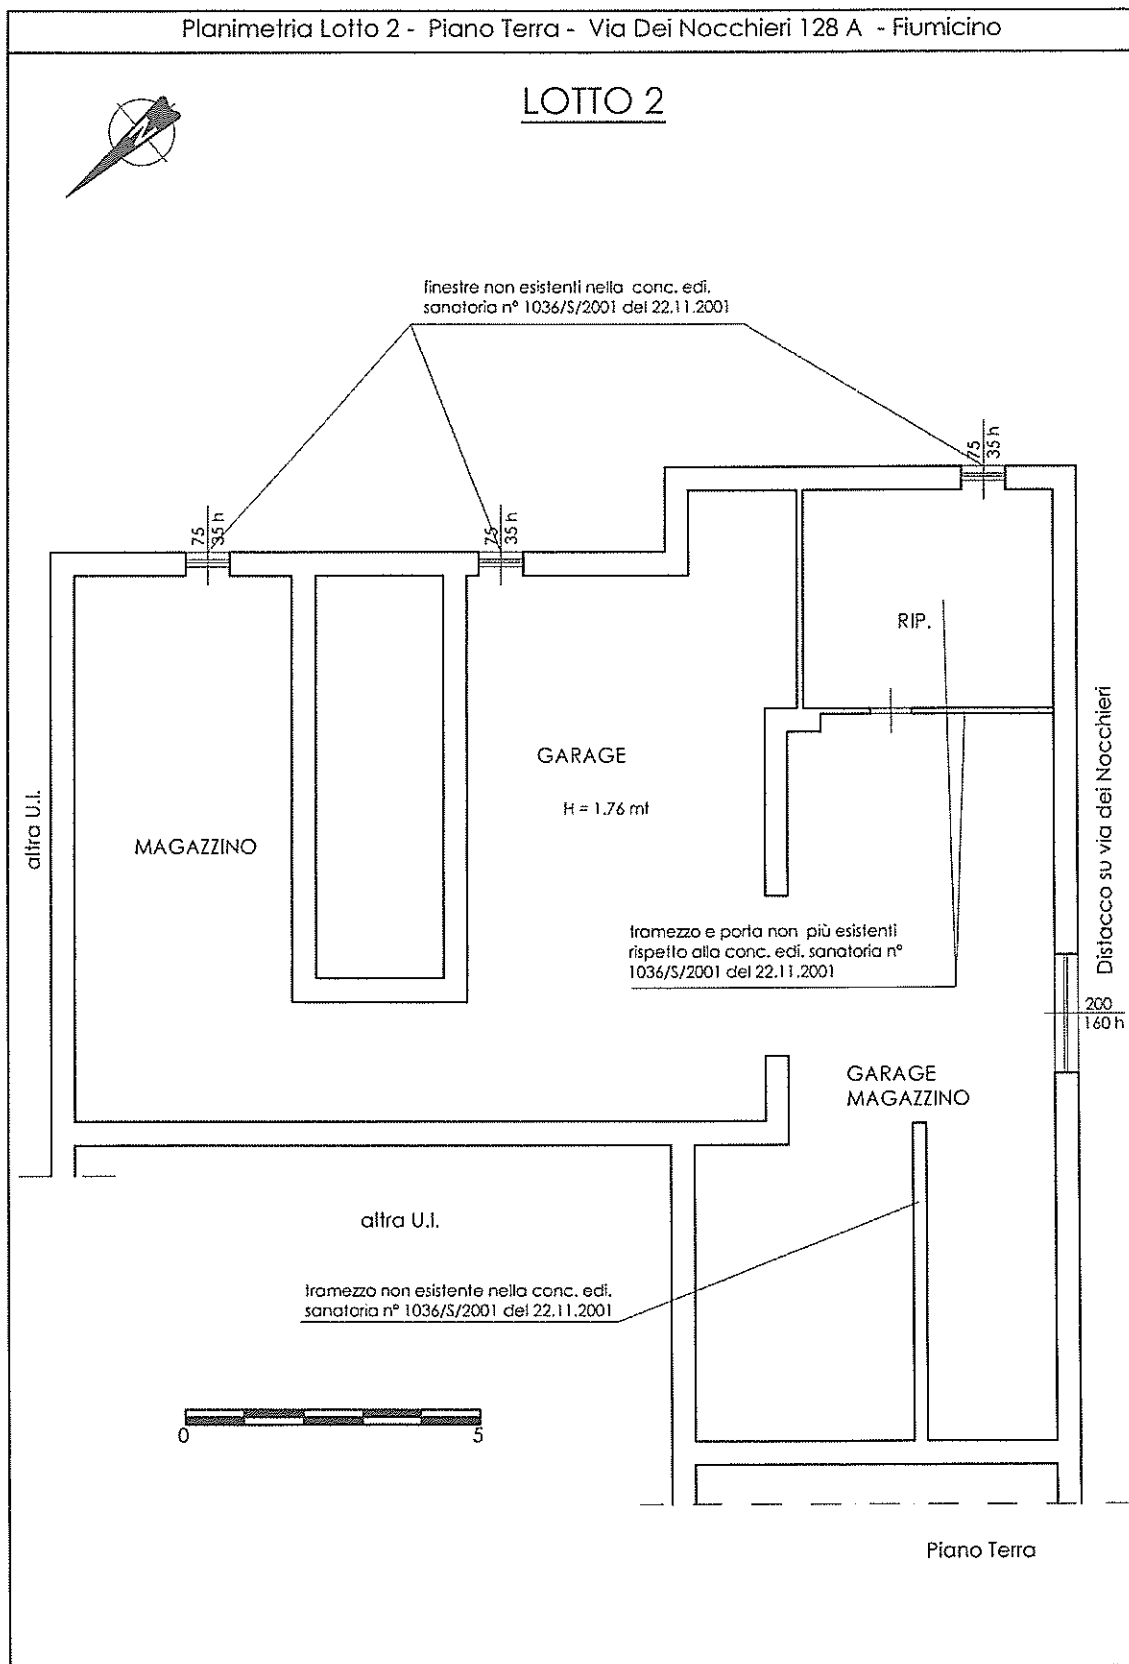 Planimetria Lotto 2 - Piano Terra - Via Dei Nocchieri 128 A - Fiumicino
LOTTO 2
N
finestre non esistenti nella conc. edi.
sanatoria n° 1036/S/2001 del 22.11.2001
75
35 h
75
35 h
75
35 h
RIP.
GARAGE
H = 1.76 mt
MAGAZZINO
altra U.I.
Distacco su via dei Nocchieri
tramezzo e porta non più esistenti
rispetto alla conc. edi. sanatoria n°
1036/S/2001 del 22.11.2001
200
160 h
GARAGE
MAGAZZINO
altra U.I.
tramezzo non esistente nella conc. edi.
sanatoria n° 1036/S/2001 del 22.11.2001
0 5
Piano Terra